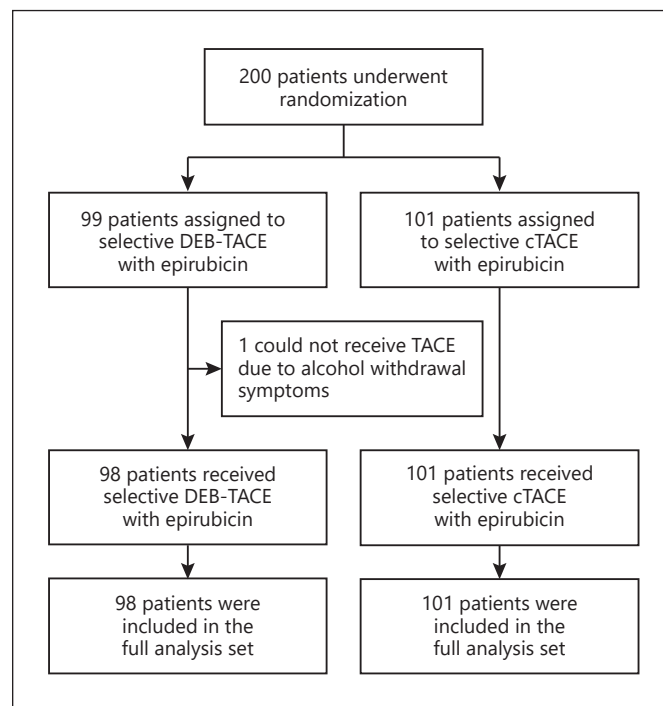 200 patients underwent
randomization
99 patients assigned to
selective DEB-TACE
with epirubicin
101 patients assigned
to selective cTACE
with epirubicin
1 could not receive TACE
due to alcohol withdrawal
symptoms
98 patients received
selective DEB-TACE
with epirubicin
101 patients received
selective cTACE
with epirubicin
98 patients were
included in the
full analysis set
101 patients were
included in the
full analysis set